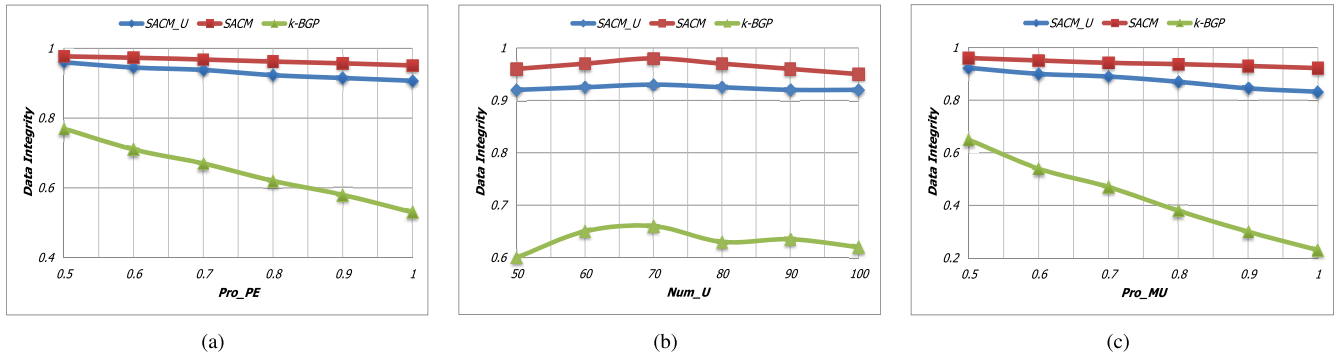 SACM_U SACM k-BGP
1
0.8
0.6
0.4
Data Integrity
0.5 0.6 0.7 0.8 0.9 1
Pro_PE
(a)
SACM_U SACM k-BGP
1
0.9
0.8
0.7
0.6
Data Integrity
50 60 70 80 90 100
Num_U
(b)
SACM_U SACM k-BGP
1
0.8
0.6
0.4
0.2
Data Integrity
0.5 0.6 0.7 0.8 0.9 1
Pro_MU
(c)